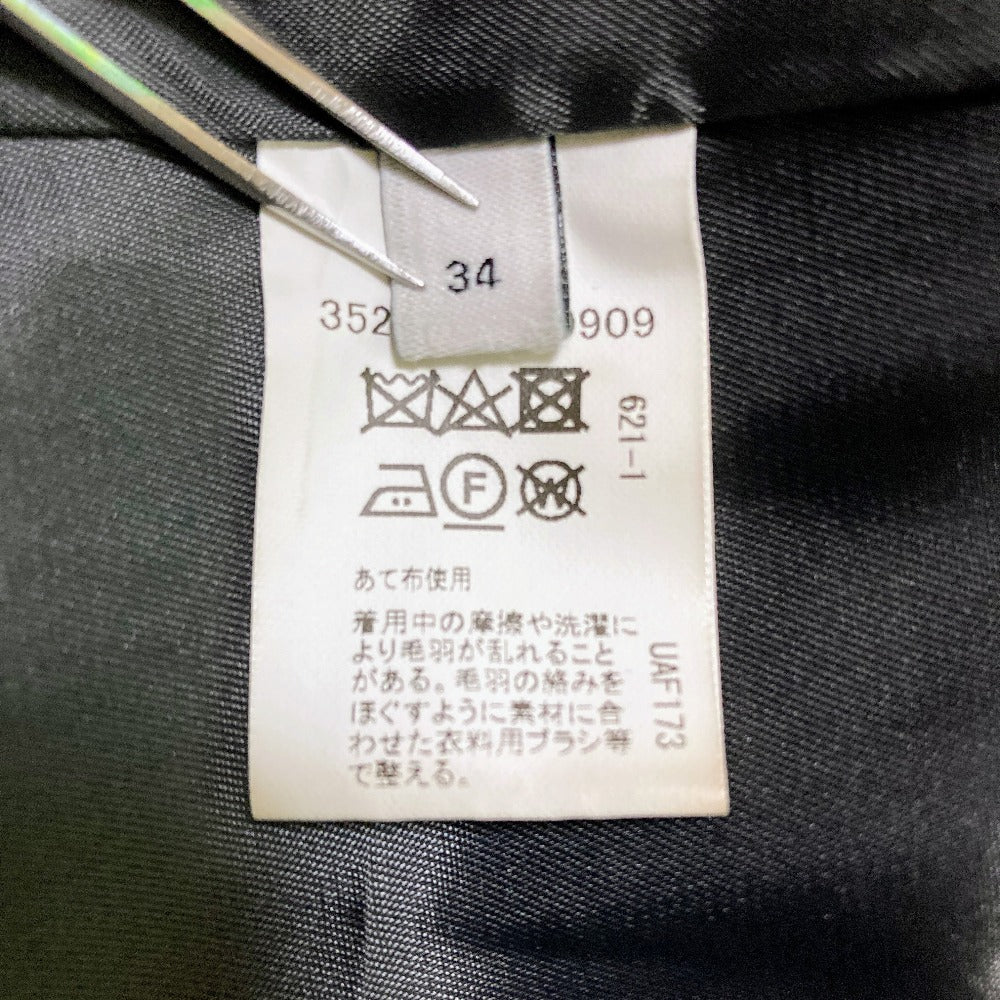 34
352
909
621-1
F
W
あて布使用
着用中の摩擦や洗濯に
より毛羽が乱れること
がある。毛羽の絡みを
ほぐすように素材に合
わせた衣料用ブラシ等
で整える。
UAF173